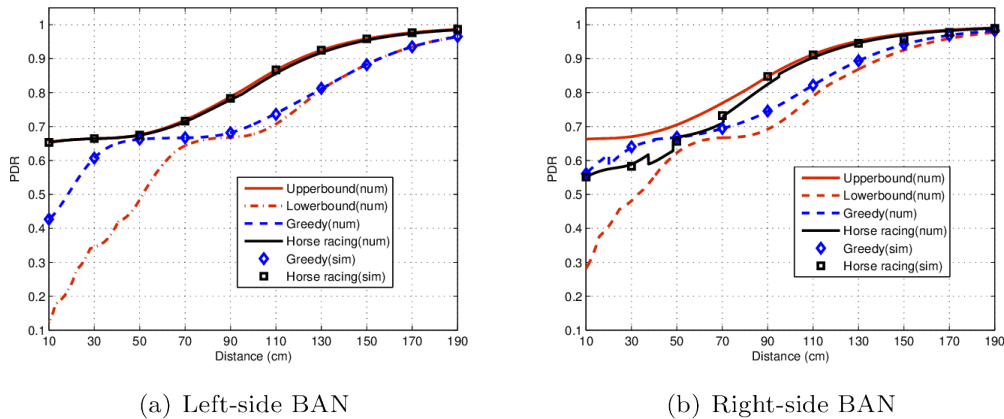 PDR
1
0.9
0.8
0.7
0.6
0.5
0.4
0.3
0.2
0.1
10 30 50 70 90 110 130 150 170 190
Distance (cm)
Upperbound(num)
Lowerbound(num)
Greedy(num)
Horse racing(num)
Greedy(sim)
Horse racing(sim)
(a) Left-side BAN
PDR
1
0.9
0.8
0.7
0.6
0.5
0.4
0.3
0.2
0.1
10 30 50 70 90 110 130 150 170 190
Distance (cm)
Upperbound(num)
Lowerbound(num)
Greedy(num)
Horse racing(num)
Greedy(sim)
Horse racing(sim)
(b) Right-side BAN